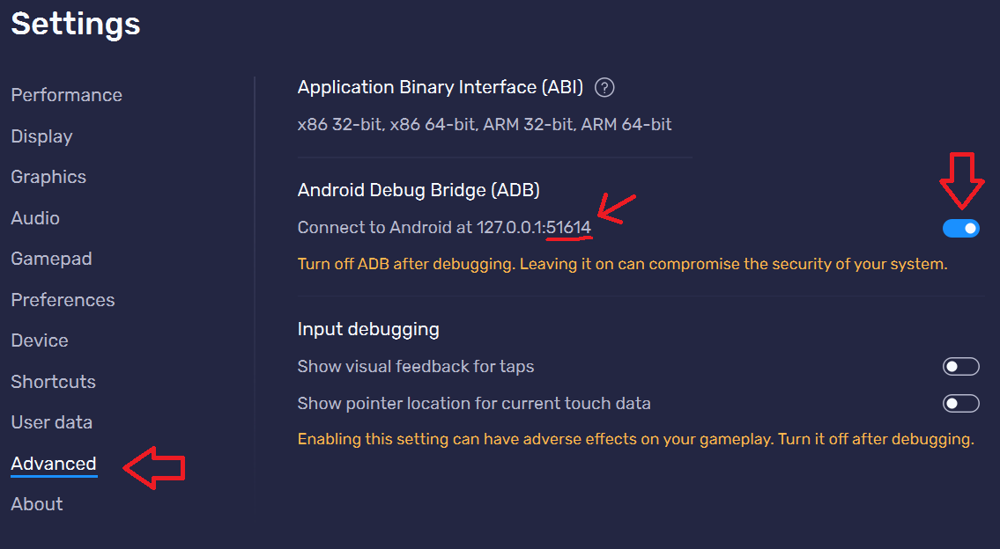 Settings
Performance
Display
Graphics
Audio
Gamepad
Preferences
Device
Shortcuts
User data
Advanced
About
Application Binary Interface (ABI) ?
x86 32-bit, x86 64-bit, ARM 32-bit, ARM 64-bit
Android Debug Bridge (ADB)
Connect to Android at 127.0.0.1:51614
Turn off ADB after debugging. Leaving it on can compromise the security of your system.
Input debugging
Show visual feedback for taps
Show pointer location for current touch data
Enabling this setting can have adverse effects on your gameplay. Turn it off after debugging.